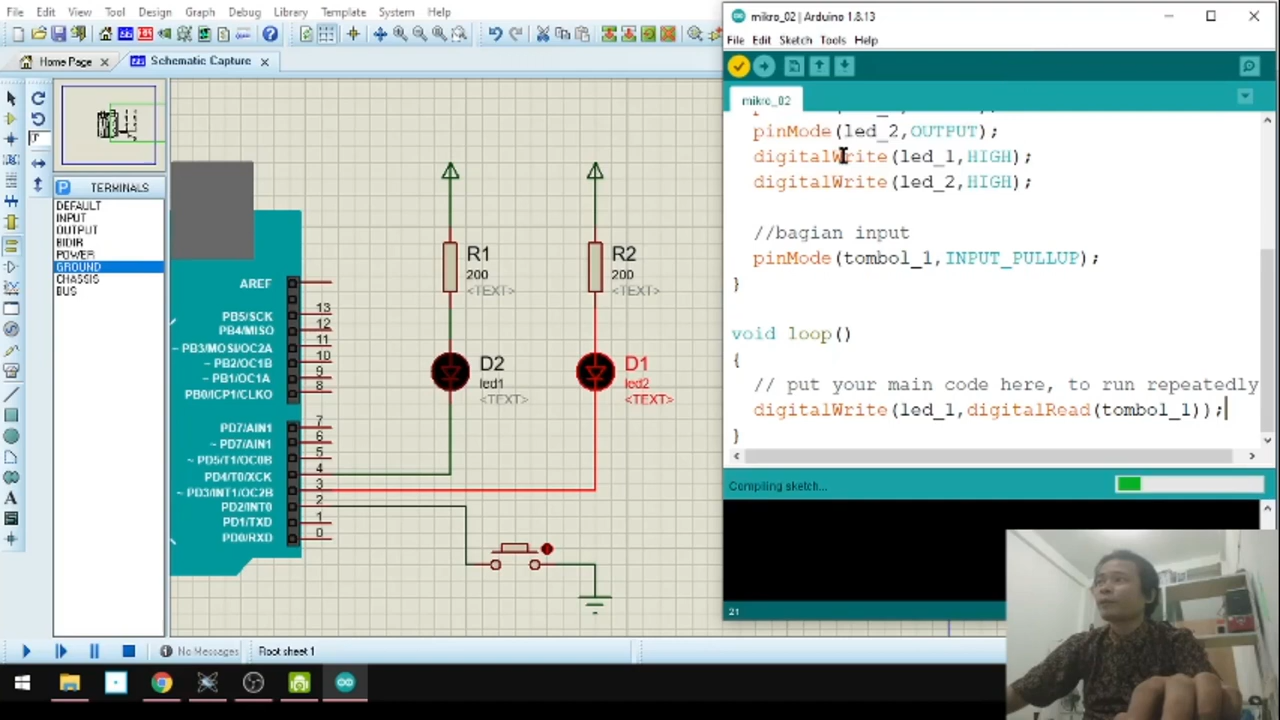 File Edit View Tool Design Graph Debug Library Template System Help
Home Page
Schematic Capture
TERMINALS
DEFAULT
INPUT
OUTPUT
BIDIR
POWER
GROUND
CHASSIS
BUS
AREF
PB5/SCK 13
PB4/MISO 12
~ PB3/MOSI/OC2A 11
~ PB2/OC1B 10
~ PB1/OC1A 9
PB0/ICP1/CLKO 8
PD7/AIN1 7
~ PD6/AIN1 6
~ PD5/T1/OC0B 5
PD4/T0/XCK 4
~ PD3/INT1/OC2B 3
PD2/INT0 2
PD1/TXD 1
PD0/RXD 0
R1
200
<TEXT>
R2
200
<TEXT>
D2
led1
<TEXT>
D1
led2
<TEXT>
No Messages
Root sheet 1
mikro_02 | Arduino 1.8.13
File Edit Sketch Tools Help
mikro_02
pinMode(led_2,OUTPUT);
digitalWrite(led_1,HIGH);
digitalWrite(led_2,HIGH);
//bagian input
pinMode(tombol_1,INPUT_PULLUP);
}
void loop()
{
// put your main code here, to run repeatedly
digitalWrite(led_1,digitalRead(tombol_1));
}
Compiling sketch...
21